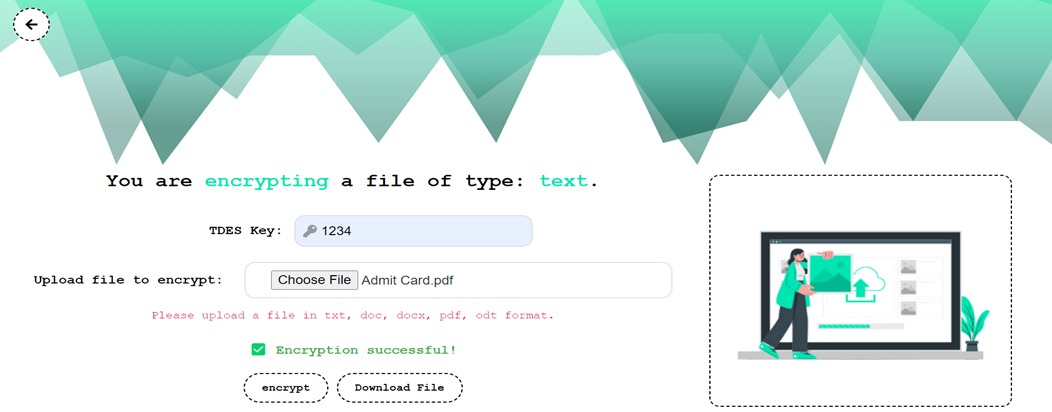 You are encrypting a file of type: text.
TDES Key: 1234
Upload file to encrypt: Choose File Admit Card.pdf
Please upload a file in txt, doc, docx, pdf, odt format.
Encryption successful!
encrypt Download File